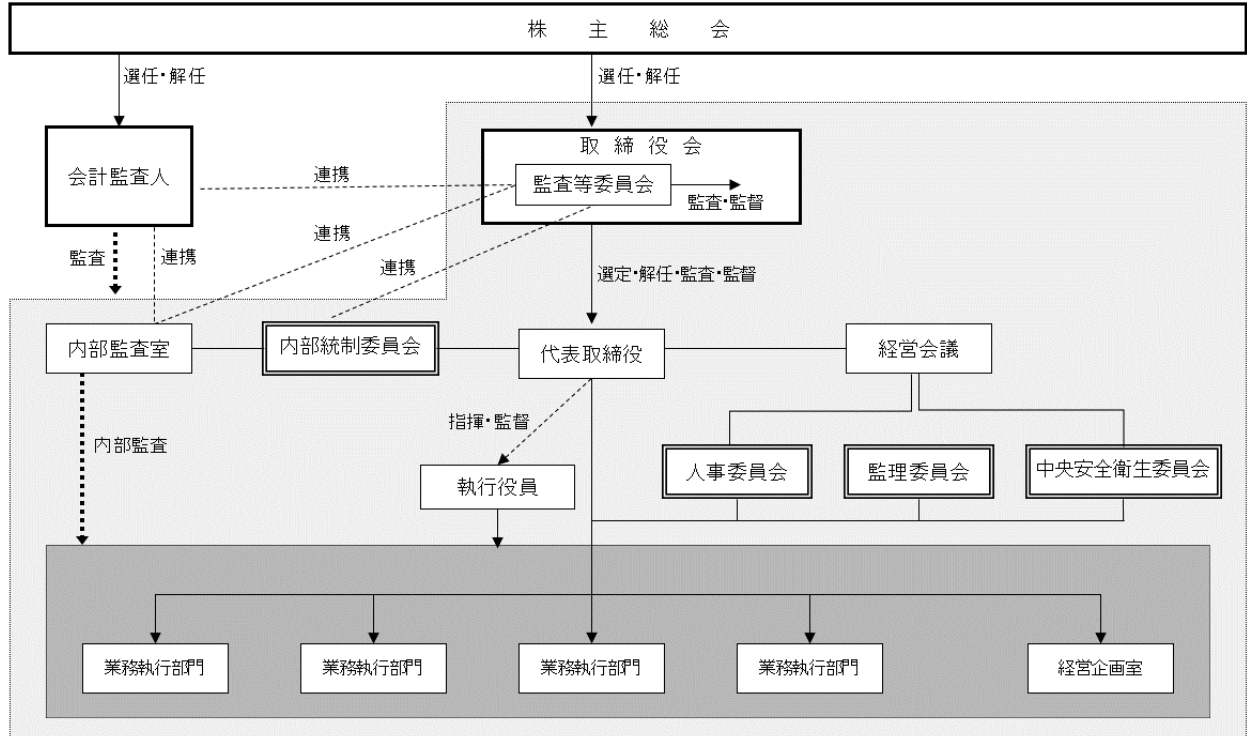 株主総会
選任・解任
選任・解任
取締役会
会計監査人
連携
監査等委員会
監査・監督
監査
連携
連携
連携
選定・解任・監査・監督
内部監査室
内部統制委員会
代表取締役
経営会議
指揮・監督
内部監査
人事委員会
監理委員会
中央安全衛生委員会
執行役員
業務執行部門
業務執行部門
業務執行部門
業務執行部門
経営企画室